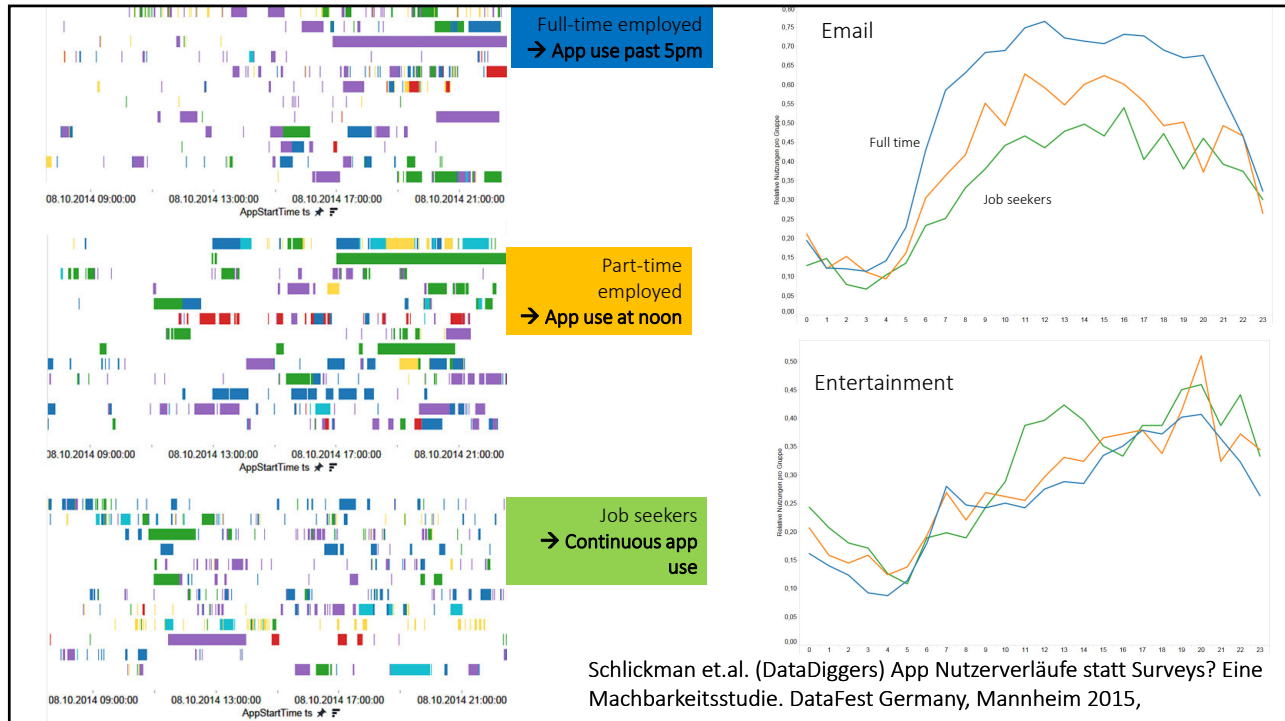 Full-time employed
→ App use past 5pm
08.10.2014 09:00:00 08.10.2014 13:00:00 08.10.2014 17:00:00 08.10.2014 21:00:00
AppStartTime ts
Part-time
employed
→ App use at noon
08.10.2014 09:00:00 08.10.2014 13:00:00 08.10.2014 17:00:00 08.10.2014 21:00:00
AppStartTime ts
Job seekers
→ Continuous app
use
08.10.2014 09:00:00 08.10.2014 13:00:00 08.10.2014 17:00:00 08.10.2014 21:00:00
AppStartTime ts
Email
Relative Nutzungen pro Gruppe
0,75
0,70
0,65
0,60
0,55
0,50
0,45
0,40
0,35
0,30
0,25
0,20
0,15
0,10
0,05
0,00
Full time
Job seekers
0 1 2 3 4 5 6 7 8 9 10 11 12 13 14 15 16 17 18 19 20 21 22 23
Entertainment
Relative Nutzungen pro Gruppe
0,50
0,45
0,40
0,35
0,30
0,25
0,20
0,15
0,10
0,05
0,00
0 1 2 3 4 5 6 7 8 9 10 11 12 13 14 15 16 17 18 19 20 21 22 23
Schlickman et.al. (DataDiggers) App Nutzerverläufe statt Surveys? Eine
Machbarkeitsstudie. DataFest Germany, Mannheim 2015,